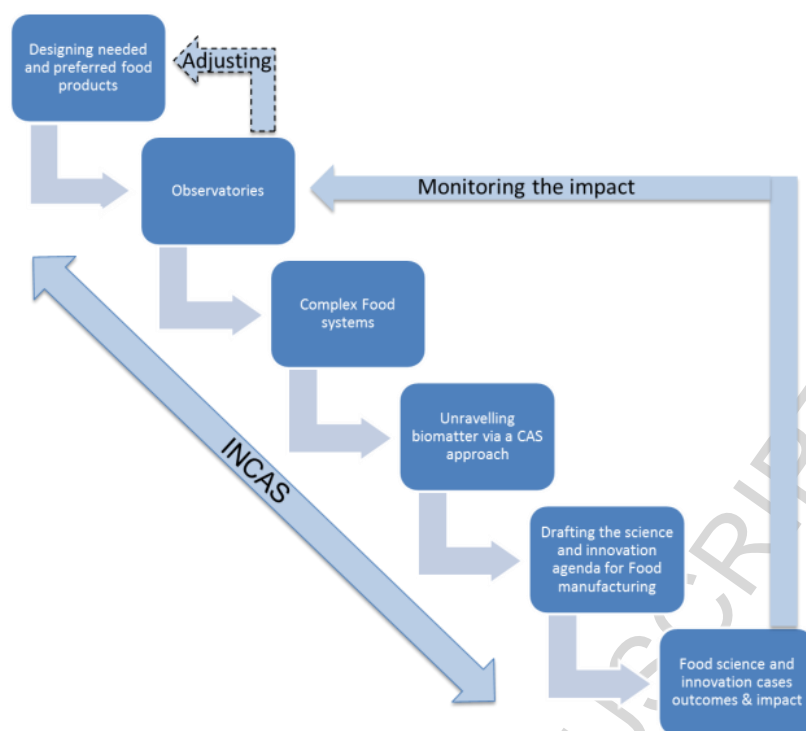 Designing needed
and preferred food
products
Adjusting
Observatories
Monitoring the impact
Complex Food
systems
Unravelling
biomatter via a CAS
approach
INCAS
Drafting the science
and innovation
agenda for Food
manufacturing
Food science and
innovation cases
outcomes & impact